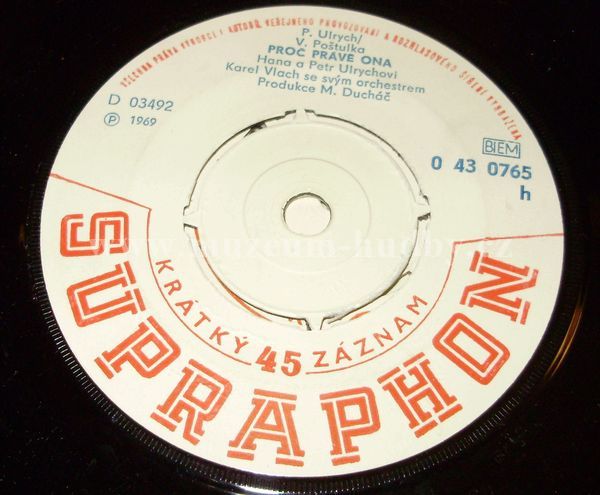 VŠECHNA PRÁVA VÝROBCE I AUTORŮ. VEŘEJNÉHO PROVOZOVÁNÍ A ROZHLASOVÉHO ŠÍŘENÍ VYHRAZENA
P. Ulrych/
V. Poštulka
PROČ PRÁVĚ ONA
Hana a Petr Ulrychovi
Karel Vlach se svým orchestrem
Produkce M. Ducháč
D 03492
Ⓟ 1969
BIEM
0 43 0765
h
www.muzeum-hudby.cz
KRÁTKÝ 45 ZÁZNAM
SUPRAPHON